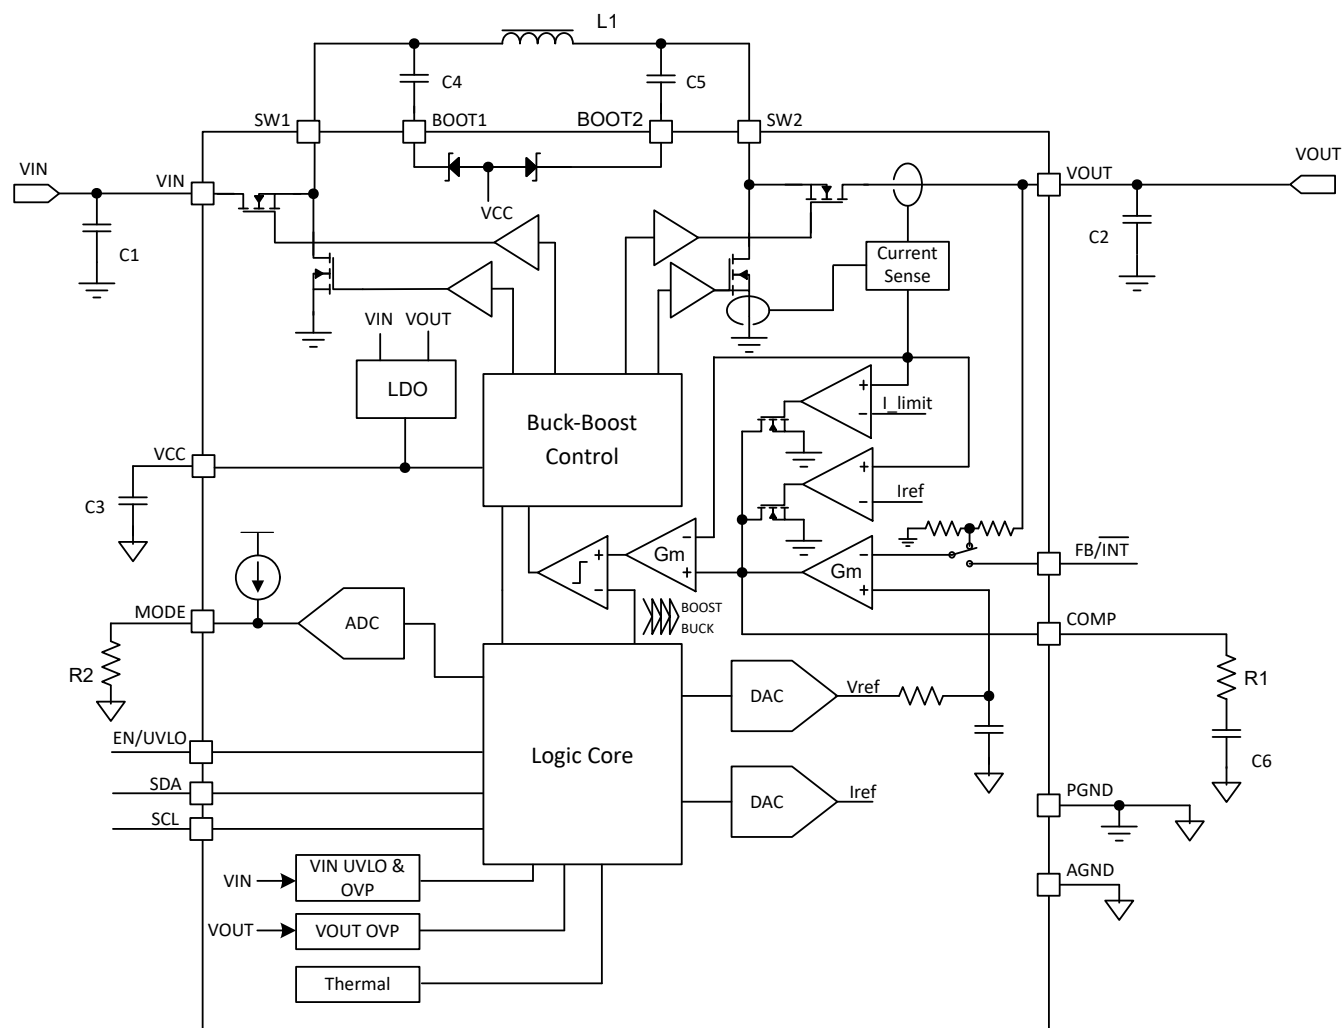 L1
C4
C5
SW1
BOOT1
BOOT2
SW2
VIN
VIN
VOUT
VOUT
VCC
C1
C2
Current
Sense
VIN
VOUT
LDO
I_limit
Buck-Boost
Control
VCC
C3
Iref
Gm
Gm
FB/INT
MODE
ADC
BOOST
BUCK
COMP
R2
R1
DAC
Vref
EN/UVLO
Logic Core
C6
SDA
PGND
DAC
Iref
SCL
VIN
VIN UVLO &
OVP
AGND
VOUT
VOUT OVP
Thermal